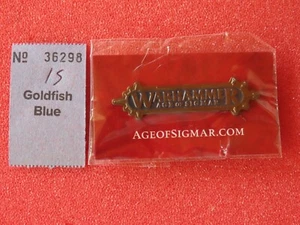 Nº 36298
15
Goldfish
Blue
WARHAMMER
AGE OF SIGMAR
AGEOFSIGMAR.COM